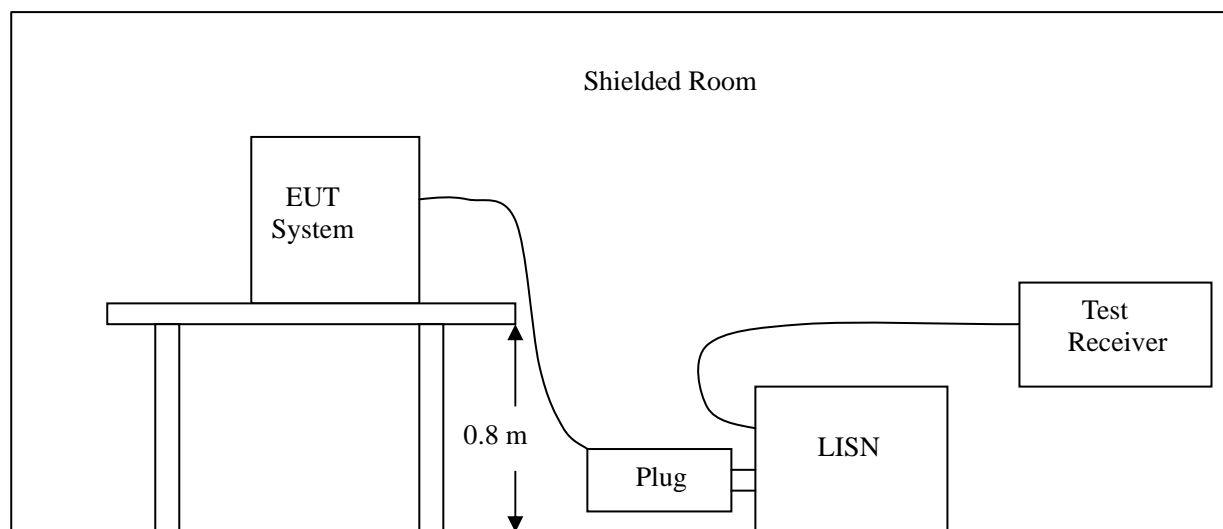 Shielded Room
EUT
System
Test
Receiver
0.8 m
LISN
Plug